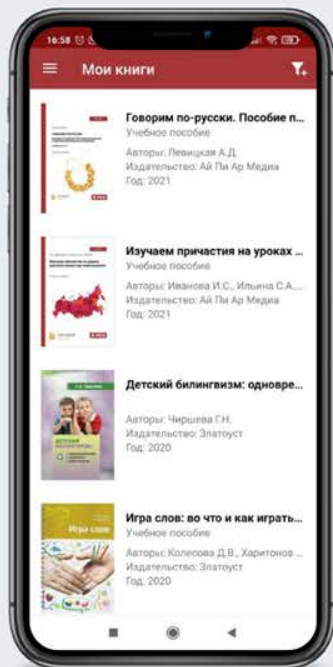 16:58
Мои книги
Говорим по-русски. Пособие п...
Учебное пособие
Авторы: Левицкая А.Д.
Издательство: Ай Пи Ар Медиа
Год: 2021
Изучаем причастия на уроках ...
Учебное пособие
Авторы: Иванова И.С., Ильина С.А....
Издательство: Ай Пи Ар Медиа
Год: 2021
Детский билингвизм: одновре...
Авторы: Чиршева Г.Н.
Издательство: Златоуст
Год: 2020
Игра слов
Игра слов: во что и как играть...
Учебное пособие
Авторы: Колесова Д.В., Харитонов ...
Издательство: Златоуст
Год: 2020